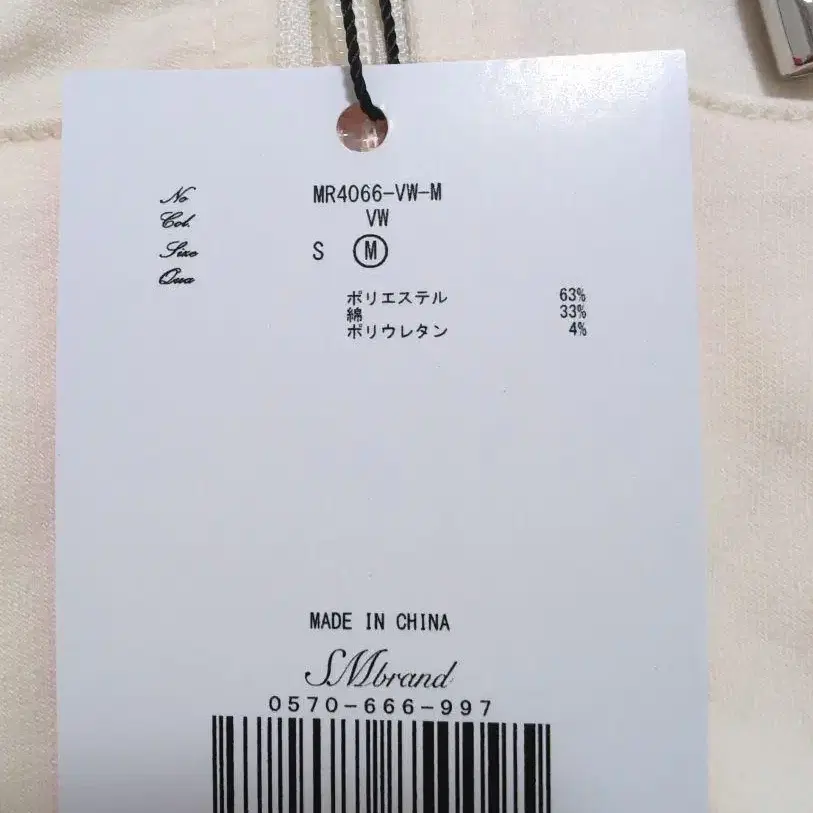 No MR4066-VW-M
Col. VW
Size S M
Qua
ポリエステル 63%
綿 33%
ポリウレタン 4%
MADE IN CHINA
SMbrand
0570-666-997